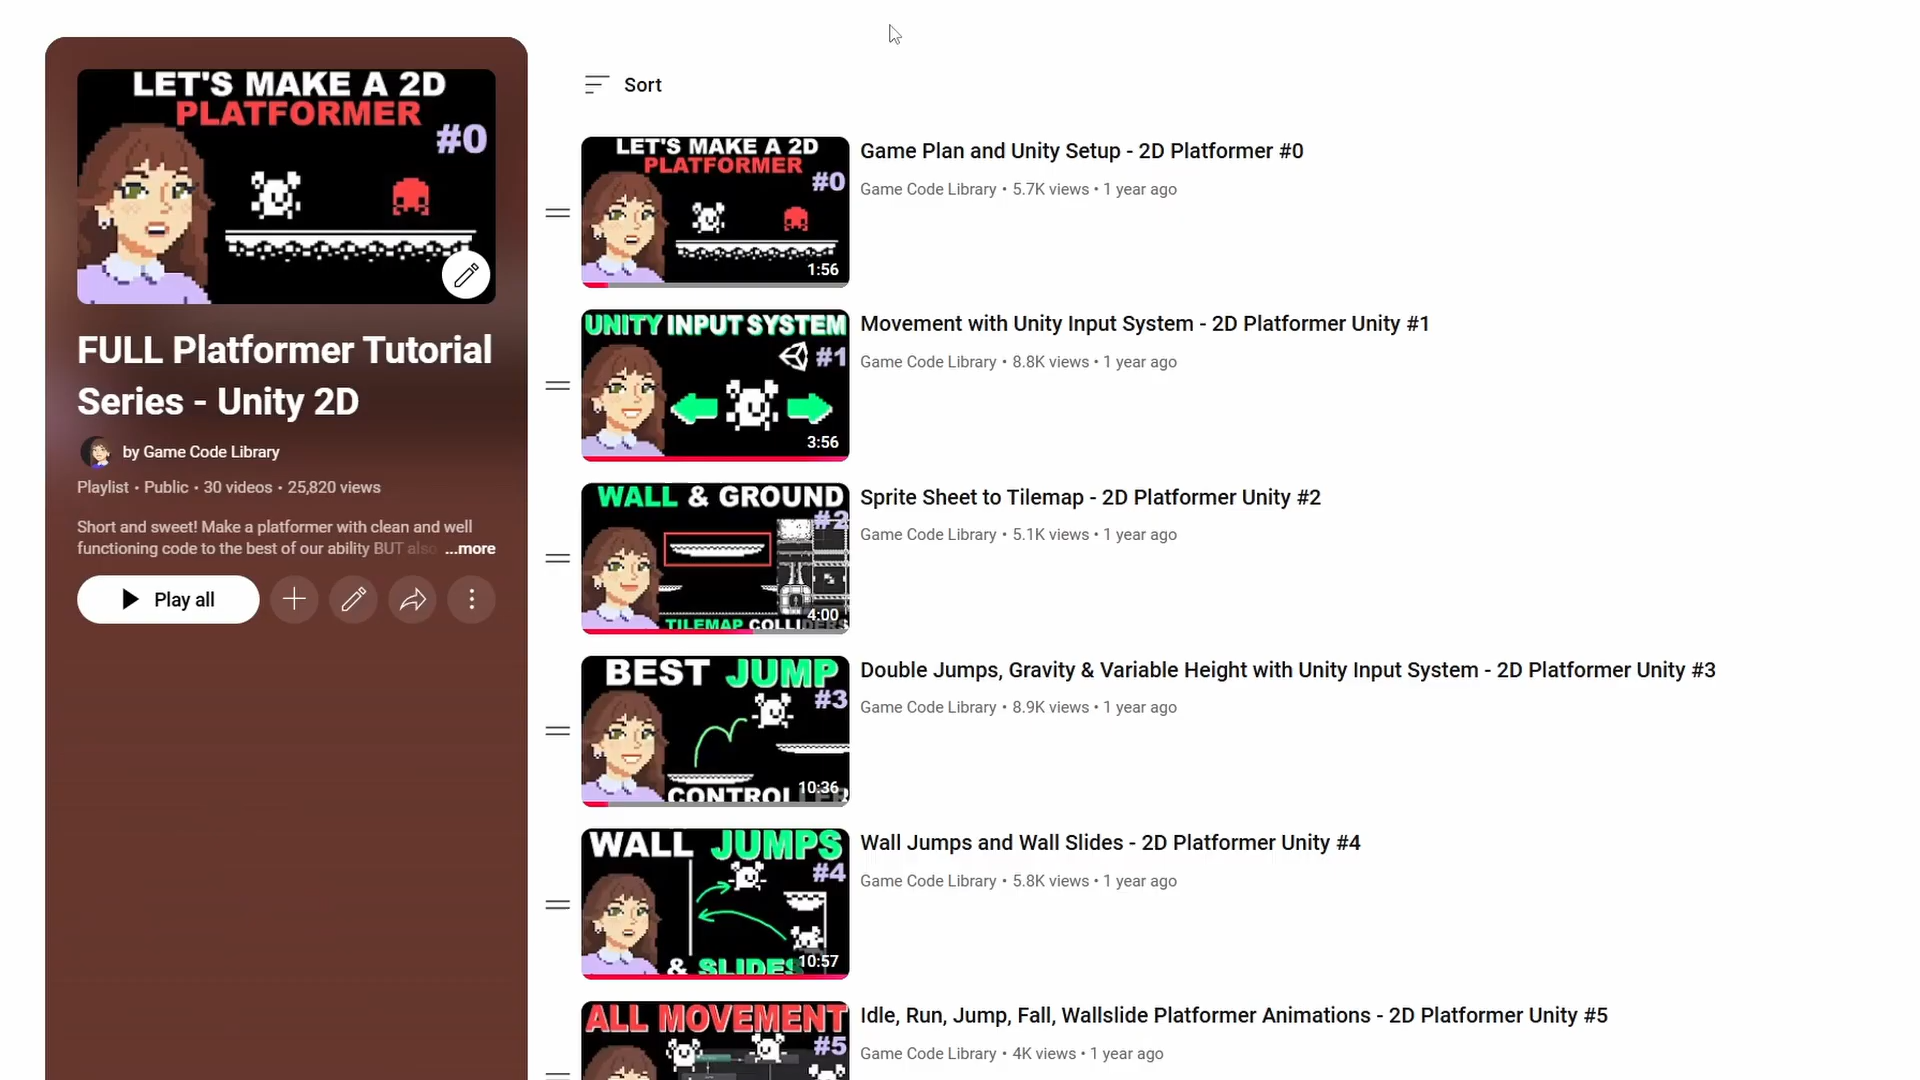 LET'S MAKE A 2D
PLATFORMER
#0
FULL Platformer Tutorial
Series - Unity 2D
by Game Code Library
Playlist • Public • 30 videos • 25,820 views
Short and sweet! Make a platformer with clean and well
functioning code to the best of our ability BUT also ...more
Play all
Sort
LET'S MAKE A 2D
PLATFORMER
#0
1:56
Game Plan and Unity Setup - 2D Platformer #0
Game Code Library • 5.7K views • 1 year ago
UNITY INPUT SYSTEM
#1
3:56
Movement with Unity Input System - 2D Platformer Unity #1
Game Code Library • 8.8K views • 1 year ago
WALL & GROUND
#2
4:00
TILEMAP COLLIDERS
Sprite Sheet to Tilemap - 2D Platformer Unity #2
Game Code Library • 5.1K views • 1 year ago
BEST JUMP
#3
10:36
CONTROLLER
Double Jumps, Gravity & Variable Height with Unity Input System - 2D Platformer Unity #3
Game Code Library • 8.9K views • 1 year ago
WALL JUMPS
#4
10:57
& SLIDES
Wall Jumps and Wall Slides - 2D Platformer Unity #4
Game Code Library • 5.8K views • 1 year ago
ALL MOVEMENT
#5
Idle, Run, Jump, Fall, Wallslide Platformer Animations - 2D Platformer Unity #5
Game Code Library • 4K views • 1 year ago